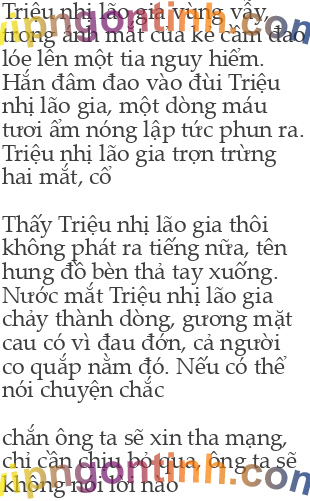 Triệu nhị lão gia vùng vẫy,
trong ánh mắt của kẻ cầm đao
lóe lên một tia nguy hiểm.
Hắn đâm đao vào đùi Triệu
nhị lão gia, một dòng máu
tươi ấm nóng lập tức phun ra.
Triệu nhị lão gia trợn trừng
hai mắt, cổ
Thấy Triệu nhị lão gia thôi
không phát ra tiếng nữa, tên
hung đồ bèn thả tay xuống.
Nước mắt Triệu nhị lão gia
chảy thành dòng, gương mặt
cau có vì đau đớn, cả người
co quắp nằm đó. Nếu có thể
nói chuyện chắc
chắn ông ta sẽ xin tha mạng,
chỉ cần chịu bỏ qua, ông ta sẽ
không nói lời nào